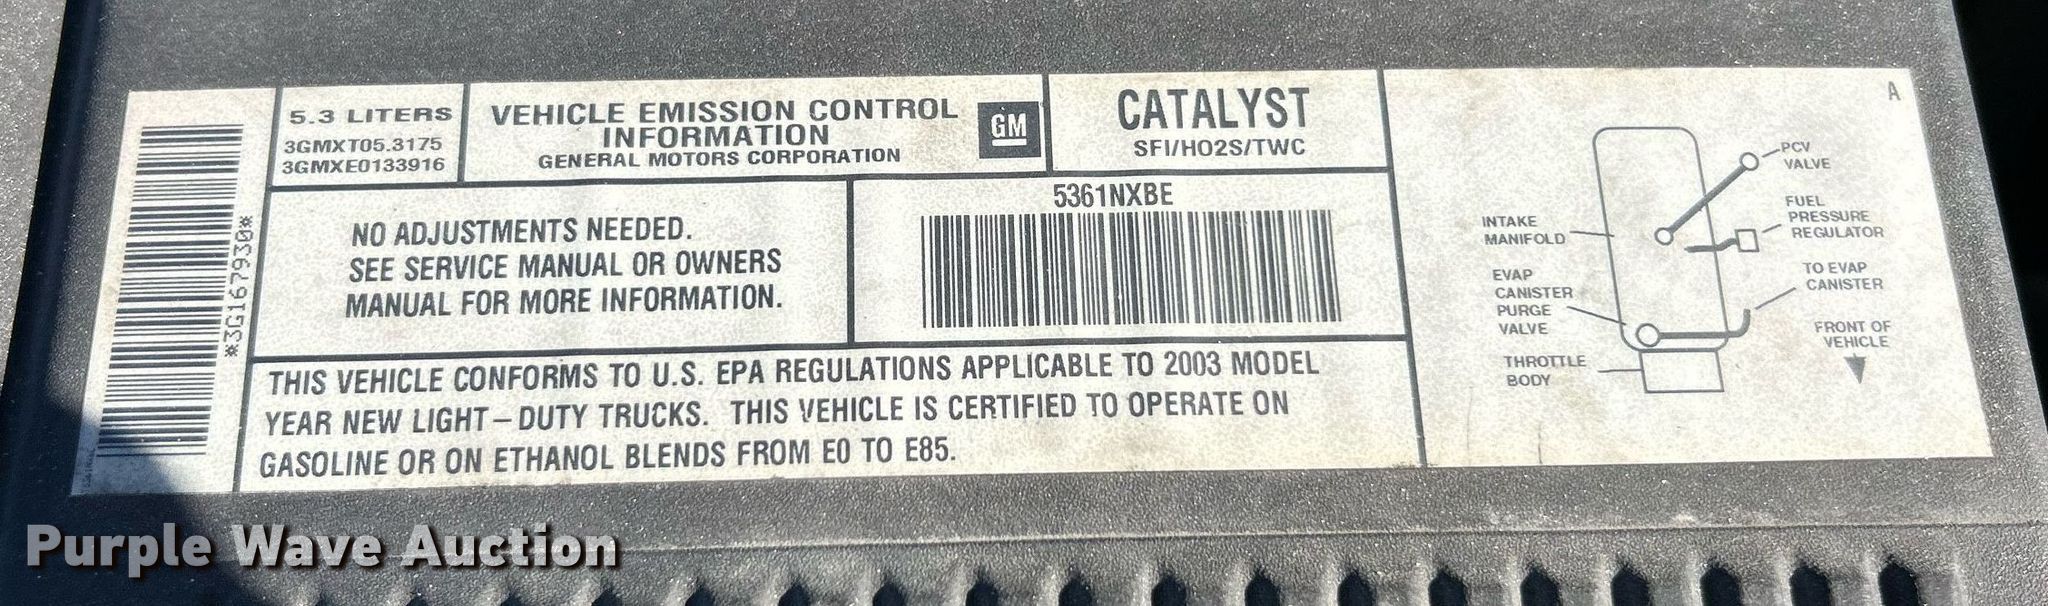 *3G1679930*
5.3 LITERS
3GMXT05.3175
3GMXE0133916
VEHICLE EMISSION CONTROL
INFORMATION
GENERAL MOTORS CORPORATION
GM
CATALYST
SFI/HO2S/TWC
NO ADJUSTMENTS NEEDED.
SEE SERVICE MANUAL OR OWNERS
MANUAL FOR MORE INFORMATION.
5361NXBE
THIS VEHICLE CONFORMS TO U.S. EPA REGULATIONS APPLICABLE TO 2003 MODEL
YEAR NEW LIGHT–DUTY TRUCKS. THIS VEHICLE IS CERTIFIED TO OPERATE ON
GASOLINE OR ON ETHANOL BLENDS FROM E0 TO E85.
A
PCV
VALVE
FUEL
PRESSURE
REGULATOR
INTAKE
MANIFOLD
TO EVAP
CANISTER
EVAP
CANISTER
PURGE
VALVE
FRONT OF
VEHICLE
THROTTLE
BODY
Purple Wave Auction